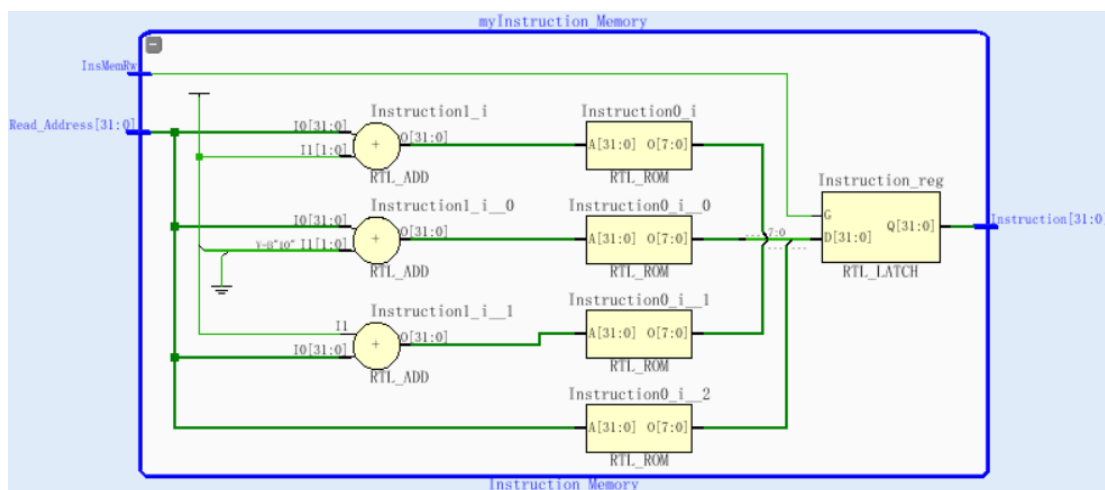 myInstruction_Memory
InsMemRw
Read_Address[31:0]
Instruction1_i
I0[31:0]
I1[1:0]
+
O[31:0]
RTL_ADD
Instruction0_i
A[31:0] O[7:0]
RTL_ROM
Instruction1_i__0
I0[31:0]
V=B"10" I1[1:0]
+
O[31:0]
RTL_ADD
Instruction0_i__0
A[31:0] O[7:0]
RTL_ROM
7:0
Instruction_reg
G
D[31:0]
Q[31:0]
RTL_LATCH
Instruction[31:0]
Instruction1_i__1
I1
I0[31:0]
+
O[31:0]
RTL_ADD
Instruction0_i__1
A[31:0] O[7:0]
RTL_ROM
Instruction0_i__2
A[31:0] O[7:0]
RTL_ROM
Instruction_Memory